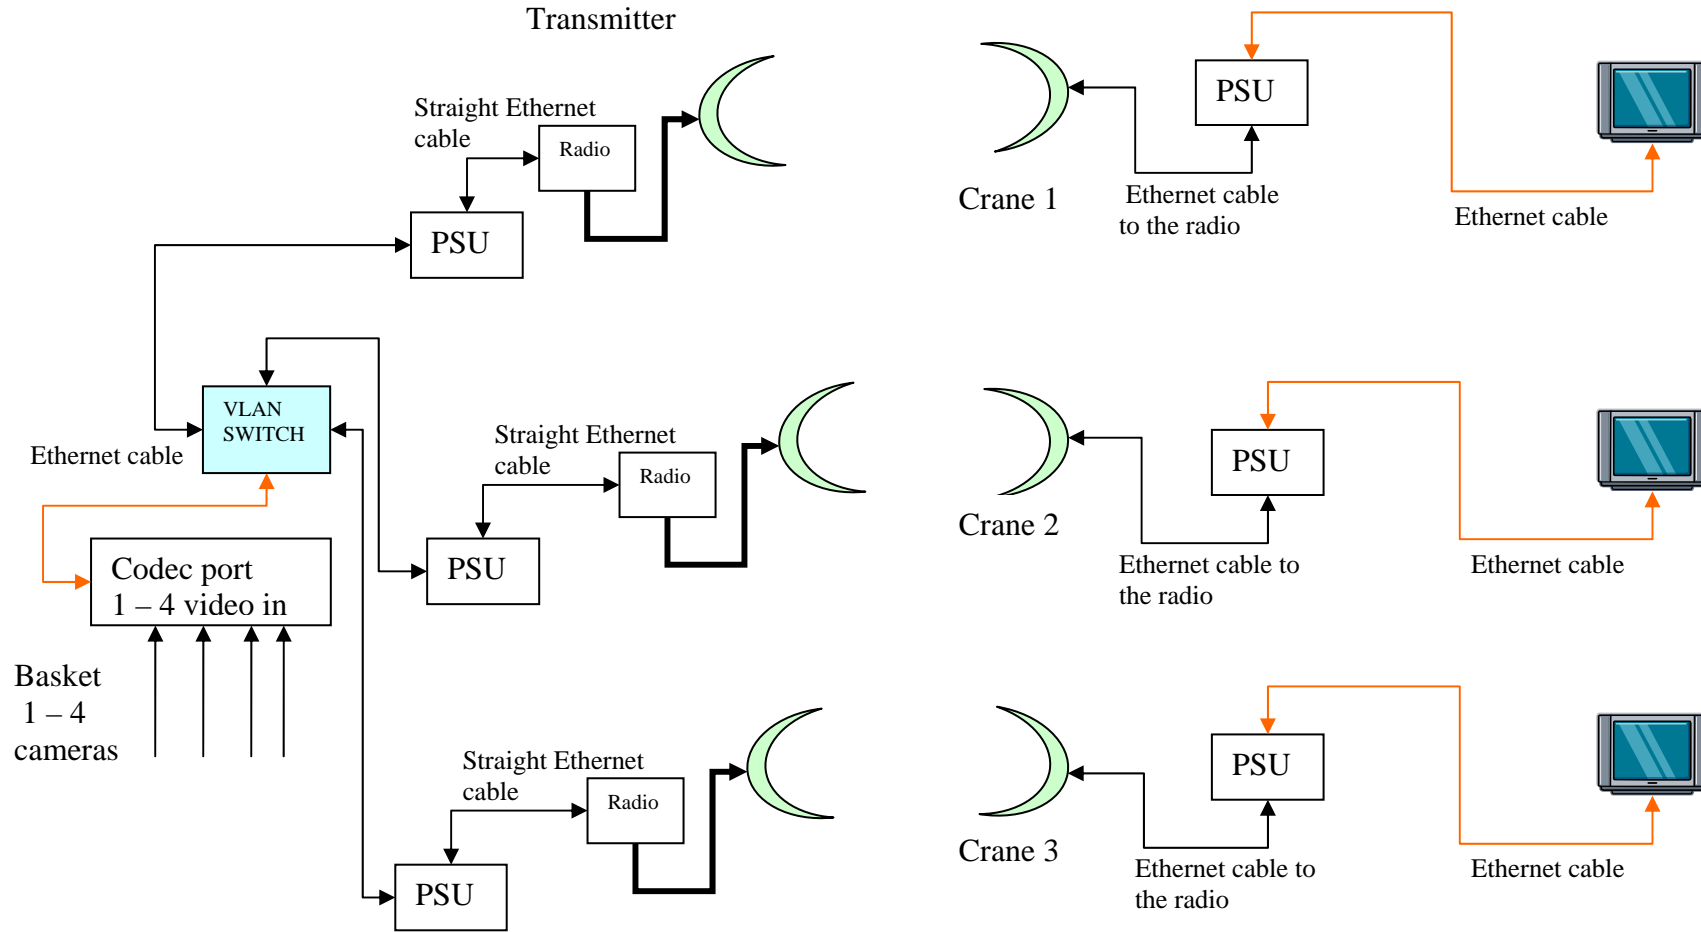 Transmitter
Straight Ethernet
cable
Radio
PSU
PSU
Crane 1
Ethernet cable
to the radio
Ethernet cable
VLAN
SWITCH
Ethernet cable
Straight Ethernet
cable
Radio
PSU
PSU
Crane 2
Ethernet cable to
the radio
Ethernet cable
Codec port
1 – 4 video in
Basket
1 – 4
cameras
Straight Ethernet
cable
Radio
PSU
PSU
Crane 3
Ethernet cable to
the radio
Ethernet cable